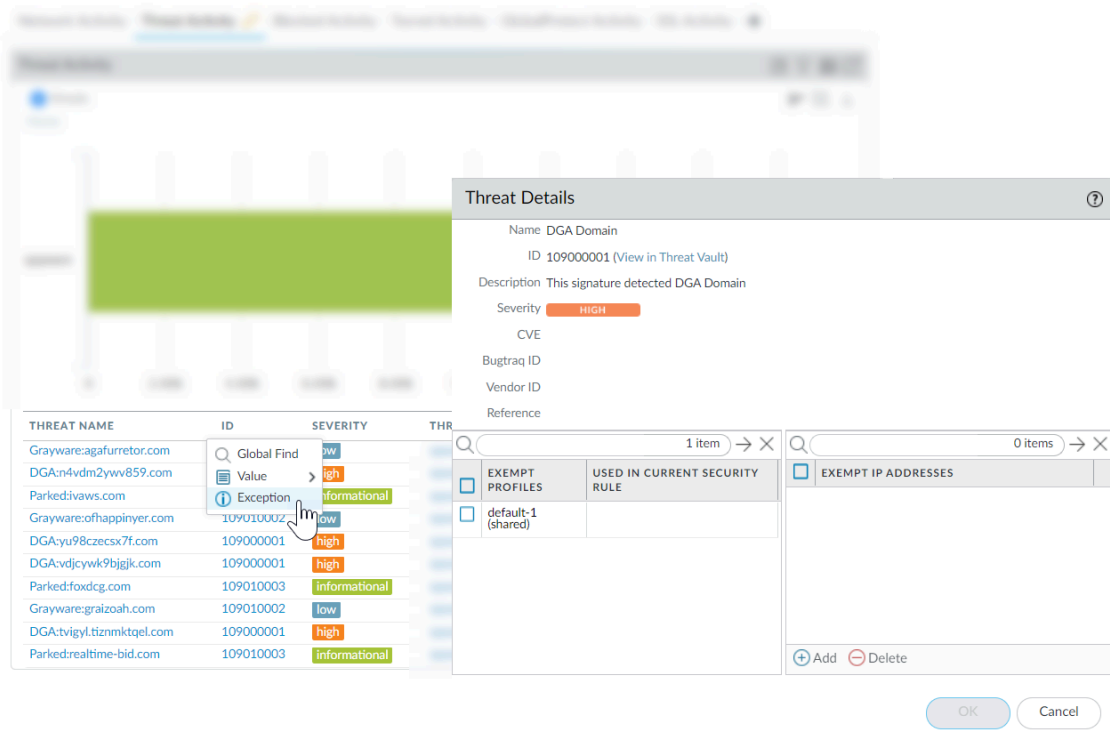 Threat Details
Name DGA Domain
ID 109000001 (View in Threat Vault)
Description This signature detected DGA Domain
Severity HIGH
CVE
Bugtraq ID
Vendor ID
Reference
1 item
0 items
EXEMPT PROFILES
USED IN CURRENT SECURITY RULE
EXEMPT IP ADDRESSES
default-1
(shared)
Add Delete
OK Cancel
THREAT NAME ID SEVERITY THR
Grayware:agafurretor.com ow
DGA:n4vdm2ywv859.com igh
Parked:ivaws.com nformational
Global Find
Value
Exception
Grayware:ofhappinyer.com 109010002 low
DGA:yu98czecsx7f.com 109000001 high
DGA:vdjcywk9bjgjk.com 109000001 high
Parked:foxdcg.com 109010003 informational
Grayware:graizoah.com 109010002 low
DGA:tvigyl.tiznmktqel.com 109000001 high
Parked:realtime-bid.com 109010003 informational